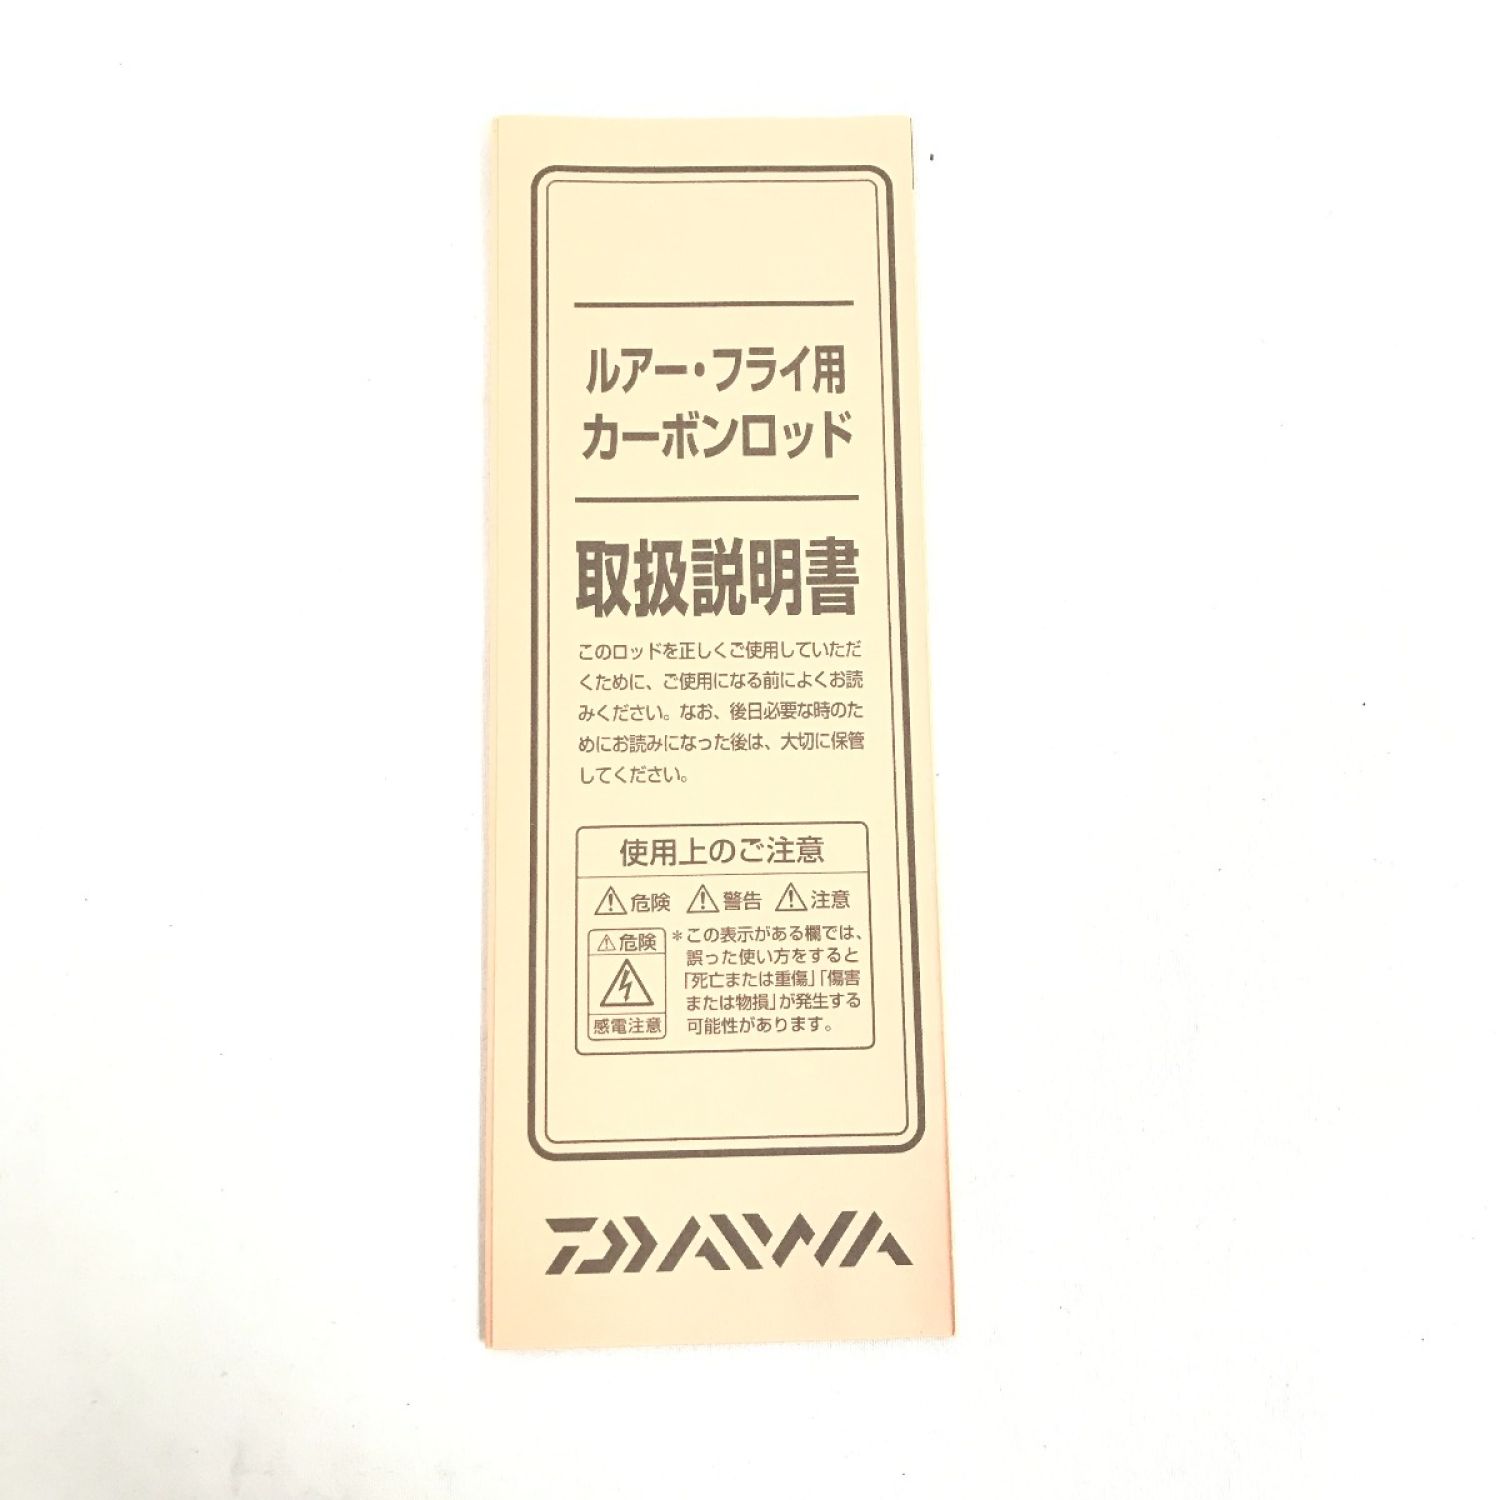 ルアー・フライ用
カーボンロッド
取扱説明書
このロッドを正しくご使用していただ
くために、ご使用になる前によくお読
みください。なお、後日必要な時のた
めにお読みになった後は、大切に保管
してください。
使用上のご注意
危険 警告 注意
危険
感電注意
*この表示がある欄では、
誤った使い方をすると
「死亡または重傷」「傷害
または物損」が発生する
可能性があります。
DAIWA